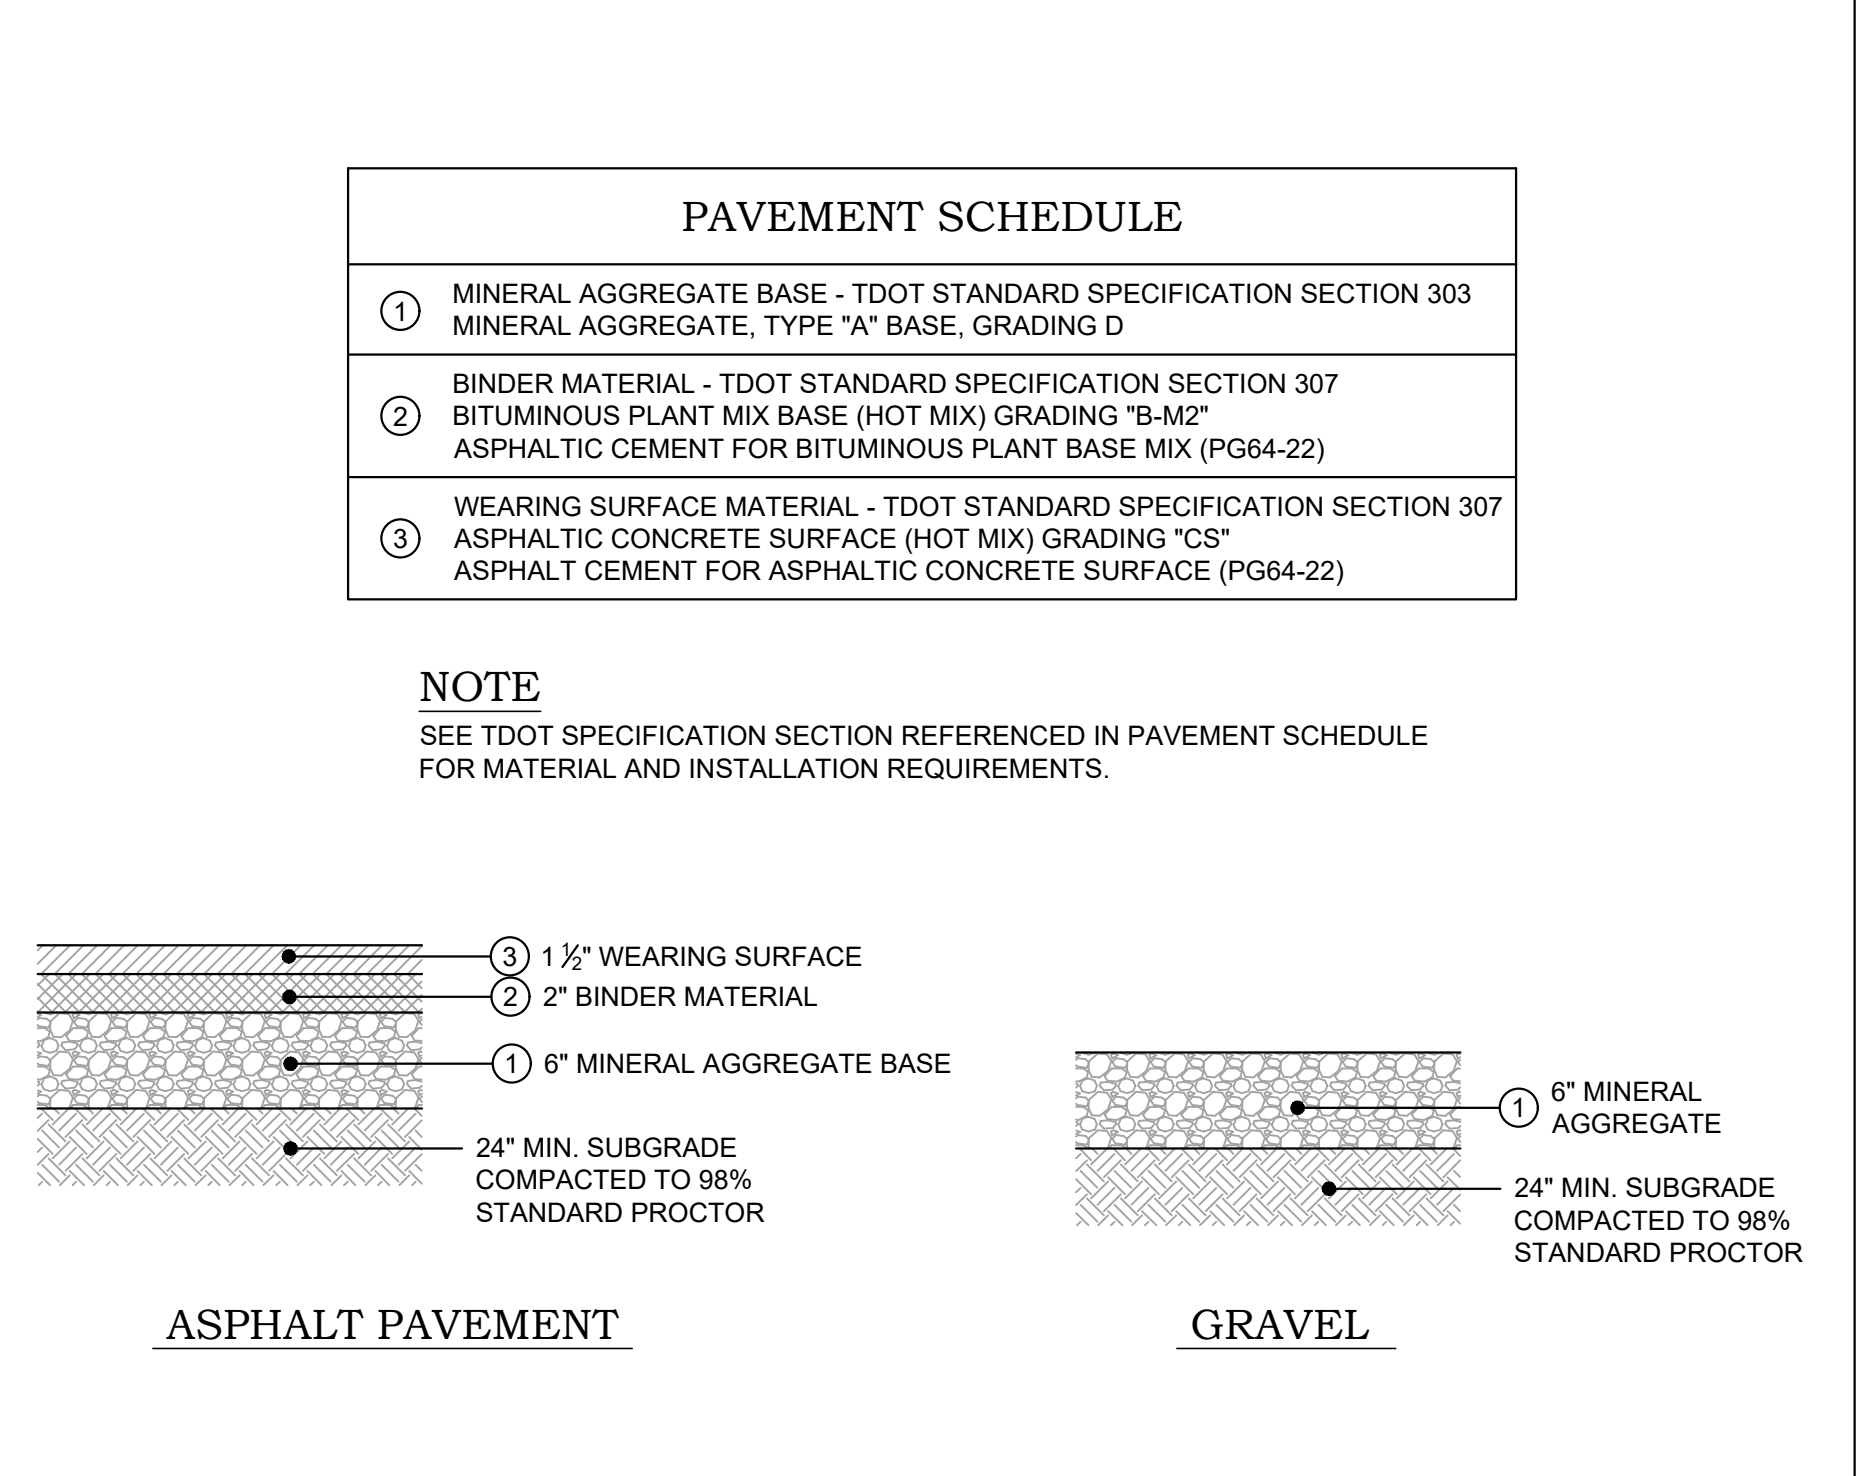 PAVEMENT SCHEDULE
1
MINERAL AGGREGATE BASE - TDOT STANDARD SPECIFICATION SECTION 303
MINERAL AGGREGATE, TYPE "A" BASE, GRADING D
2
BINDER MATERIAL - TDOT STANDARD SPECIFICATION SECTION 307
BITUMINOUS PLANT MIX BASE (HOT MIX) GRADING "B-M2"
ASPHALTIC CEMENT FOR BITUMINOUS PLANT BASE MIX (PG64-22)
3
WEARING SURFACE MATERIAL - TDOT STANDARD SPECIFICATION SECTION 307
ASPHALTIC CONCRETE SURFACE (HOT MIX) GRADING "CS"
ASPHALT CEMENT FOR ASPHALTIC CONCRETE SURFACE (PG64-22)
NOTE
SEE TDOT SPECIFICATION SECTION REFERENCED IN PAVEMENT SCHEDULE
FOR MATERIAL AND INSTALLATION REQUIREMENTS.
3 1 ½" WEARING SURFACE
2 2" BINDER MATERIAL
1 6" MINERAL AGGREGATE BASE
24" MIN. SUBGRADE
COMPACTED TO 98%
STANDARD PROCTOR
ASPHALT PAVEMENT
1
6" MINERAL
AGGREGATE
24" MIN. SUBGRADE
COMPACTED TO 98%
STANDARD PROCTOR
GRAVEL